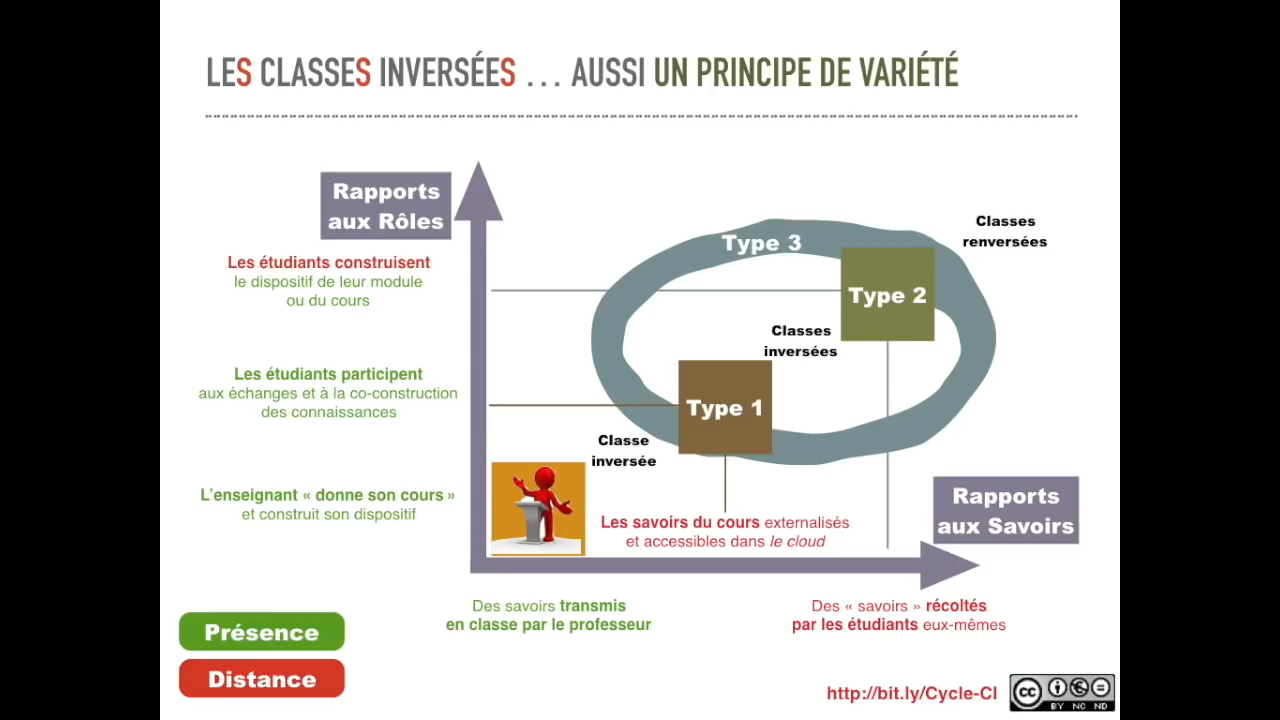 LES CLASSES INVERSÉES ... AUSSI UN PRINCIPE DE VARIÉTÉ
Rapports
aux Rôles
Les étudiants construisent
le dispositif de leur module
ou du cours
Les étudiants participent
aux échanges et à la co-construction
des connaissances
L'enseignant « donne son cours »
et construit son dispositif
Type 3
Classes
renversées
Type 2
Classes
inversées
Type 1
Classe
inversée
Les savoirs du cours externalisés
et accessibles dans le cloud
Rapports
aux Savoirs
Des savoirs transmis
en classe par le professeur
Des « savoirs » récoltés
par les étudiants eux-mêmes
Présence
Distance
http://bit.ly/Cycle-CI
cc
BY NC ND